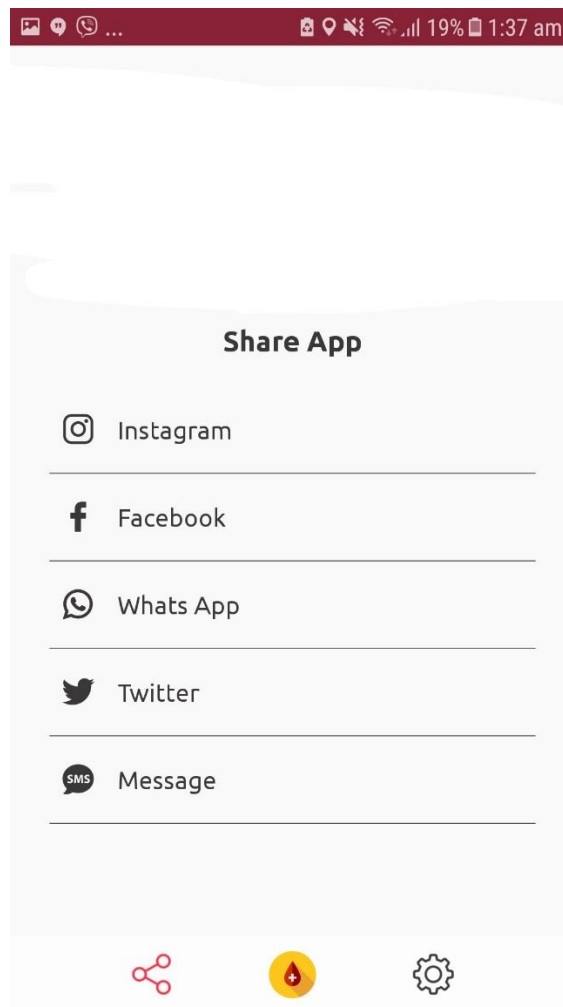 ... 19% 1:37 am
Share App
Instagram
Facebook
Whats App
Twitter
SMS Message